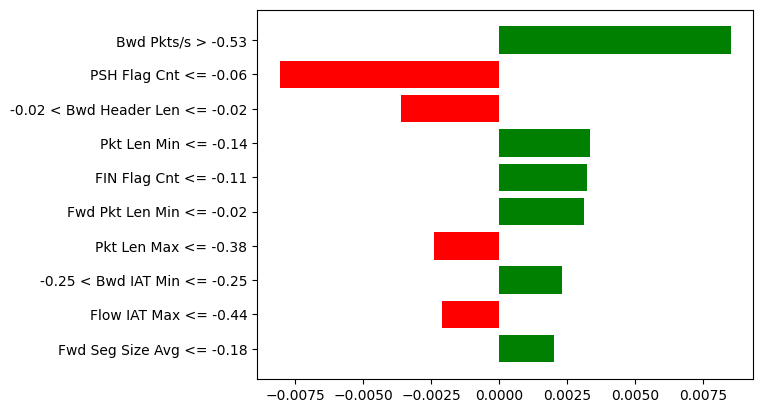 Bwd Pkts/s > -0.53
PSH Flag Cnt <= -0.06
-0.02 < Bwd Header Len <= -0.02
Pkt Len Min <= -0.14
FIN Flag Cnt <= -0.11
Fwd Pkt Len Min <= -0.02
Pkt Len Max <= -0.38
-0.25 < Bwd IAT Min <= -0.25
Flow IAT Max <= -0.44
Fwd Seg Size Avg <= -0.18
−0.0075 −0.0050 −0.0025 0.0000 0.0025 0.0050 0.0075